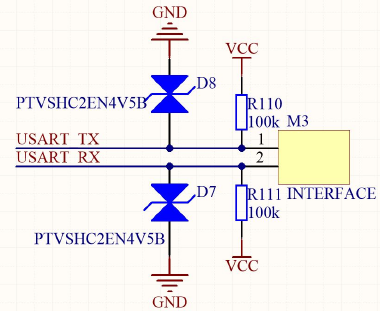 GND
VCC
D8
PTVSHC2EN4V5B
R110
100k
M3
USART_TX
1
USART_RX
2
D7
R111
100k
INTERFACE
PTVSHC2EN4V5B
VCC
GND